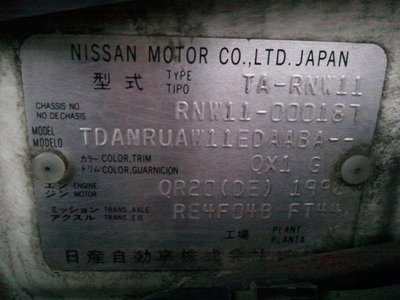 NISSAN MOTOR CO.,LTD. JAPAN
型式 TYPE TIPO TA-RNW11
CHASSIS NO. NO.DECHASIS RNW11-000187
MODEL MODELO TDANRUAW11EDAABA--
カラー COLOR,TRIM QX1 G
トリム COLOR,GUARNICION
エンジン ENGINE MOTOR QR20(DE) 1998
ミッション TRANS. AXLE RE4F04B FT44
アクスル TRANS. EJE
工場 PLANT PLANTA
日産自動車株式会社